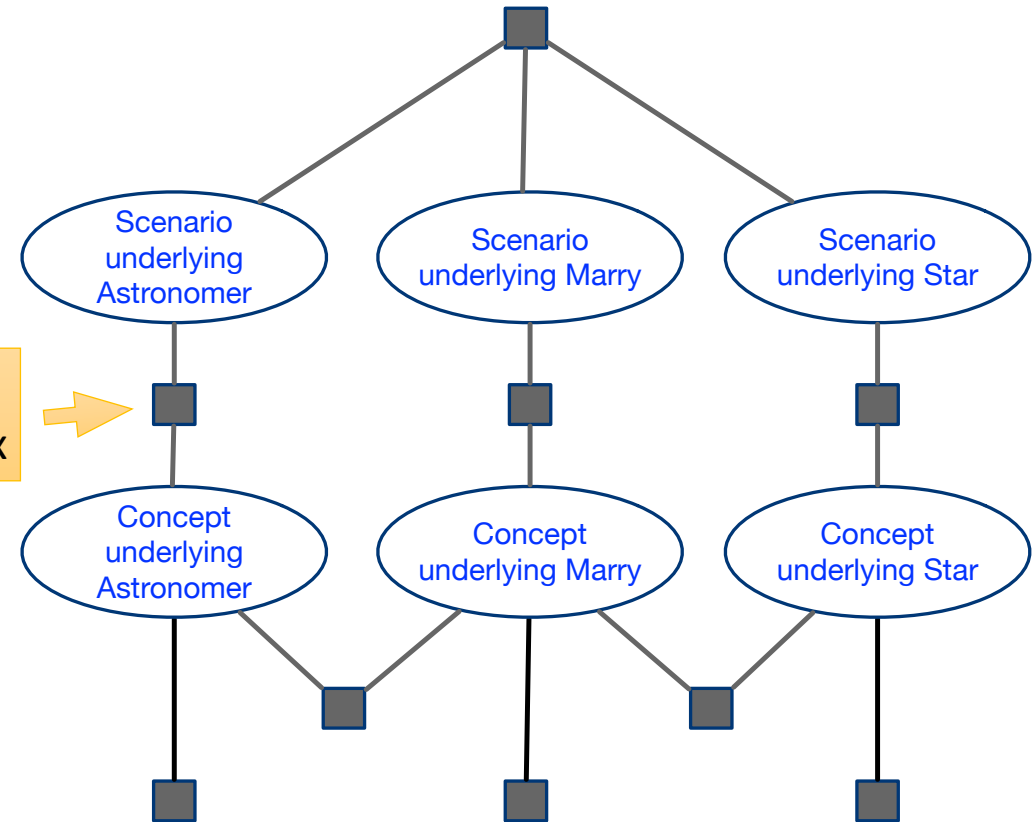 Scenario
underlying
Astronomer
Scenario
underlying Marry
Scenario
underlying Star
Concept
underlying
Astronomer
Concept
underlying Marry
Concept
underlying Star